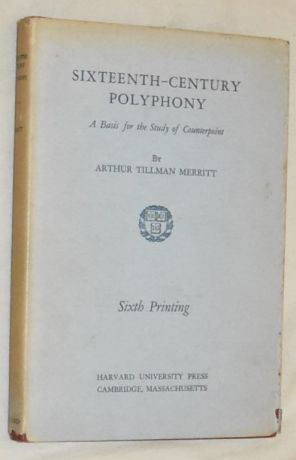 SIXTEENTH-CENTURY
POLYPHONY
A Basis for the Study of Counterpoint
By
ARTHUR TILLMAN MERRITT
Sixth Printing
HARVARD UNIVERSITY PRESS
CAMBRIDGE, MASSACHUSETTS